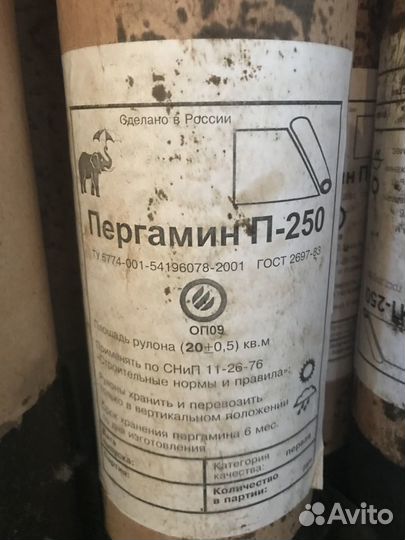 Сделано в России
Пергамин П-250
ТУ 5774-001-54196078-2001 ГОСТ 2697-83
ОП09
Площадь рулона (20±0,5) кв.м
Применять по СНиП 11-26-76
«Строительные нормы и правила»:
Рулоны хранить и перевозить
только в вертикальном положении
Срок хранения пергамина 6 мес.
изготовления
Категория
качества: первая
Количество
в партии:
Avito